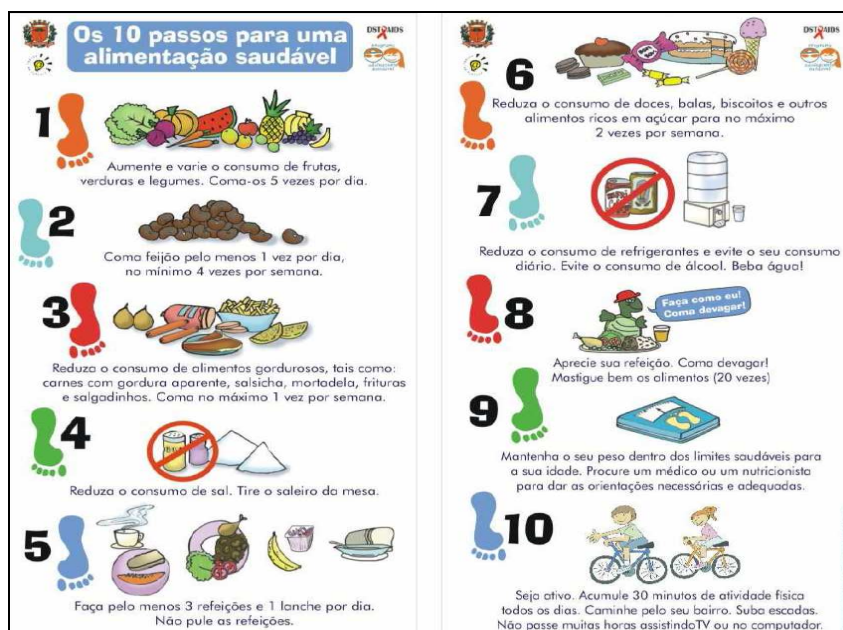 Os 10 passos para uma
alimentação saudável
DST AIDS
1
Aumente e varie o consumo de frutas,
verduras e legumes. Coma-os 5 vezes por dia.
2
Coma feijão pelo menos 1 vez por dia,
no mínimo 4 vezes por semana.
3
Reduza o consumo de alimentos gordurosos, tais como:
carnes com gordura aparente, salsicha, mortadela, frituras
e salgadinhos. Coma no máximo 1 vez por semana.
4
Reduza o consumo de sal. Tire o saleiro da mesa.
5
Faça pelo menos 3 refeições e 1 lanche por dia.
Não pule as refeições.
DST AIDS
6
Reduza o consumo de doces, balas, biscoitos e outros
alimentos ricos em açúcar para no máximo
2 vezes por semana.
7
Reduza o consumo de refrigerantes e evite o seu consumo
diário. Evite o consumo de álcool. Beba água!
8
Faça como eu!
Coma devagar!
Aprecie sua refeição. Coma devagar!
Mastigue bem os alimentos (20 vezes)
9
Mantenha o seu peso dentro dos limites saudáveis para
a sua idade. Procure um médico ou um nutricionista
para dar as orientações necessárias e adequadas.
10
Seja ativo. Acumule 30 minutos de atividade física
todos os dias. Caminhe pelo seu bairro. Suba escadas.
Não passe muitas horas assistindoTV ou no computador.